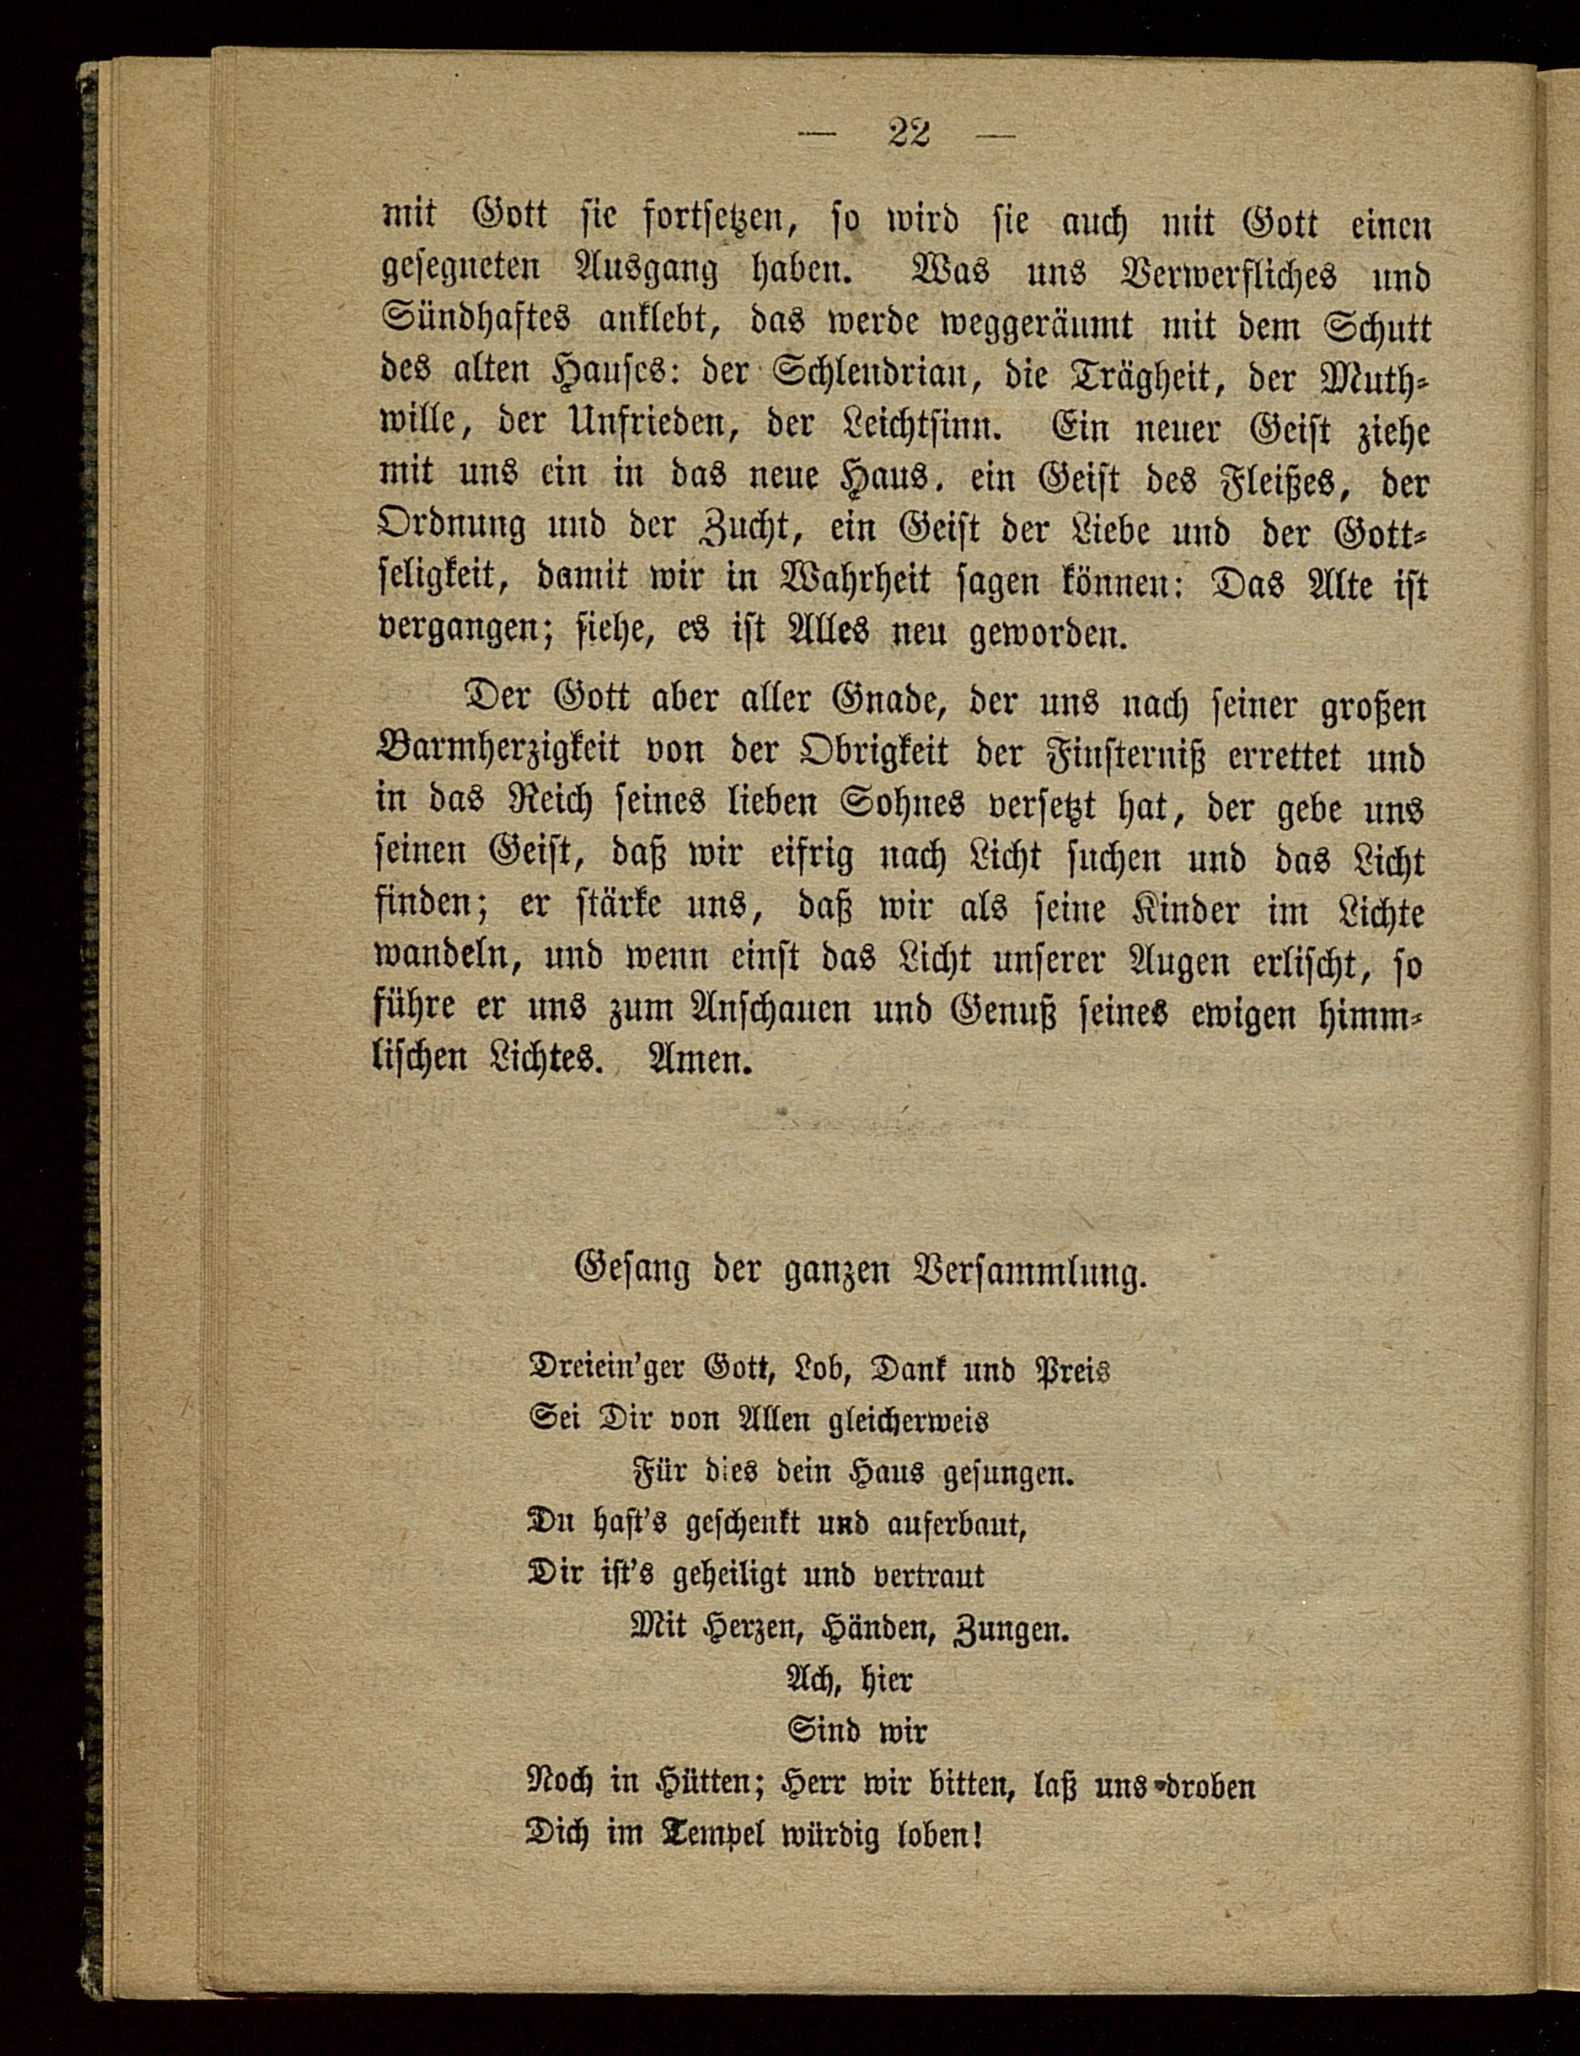 — 22 —
mit Gott sie fortsetzen, so wird sie auch mit Gott einen
gesegneten Ausgang haben. Was uns Verwerfliches und
Sündhaftes anklebt, das werde weggeräumt mit dem Schutt
des alten Hauses: der Schlendrian, die Trägheit, der Muth-
wille, der Unfrieden, der Leichtsinn. Ein neuer Geist ziehe
mit uns ein in das neue Haus. ein Geist des Fleißes, der
Ordnung und der Zucht, ein Geist der Liebe und der Gott-
seligkeit, damit wir in Wahrheit sagen können: Das Alte ist
vergangen; siehe, es ist Alles neu geworden.
Der Gott aber aller Gnade, der uns nach seiner großen
Barmherzigkeit von der Obrigkeit der Finsterniß errettet und
in das Reich seines lieben Sohnes versetzt hat, der gebe uns
seinen Geist, daß wir eifrig nach Licht suchen und das Licht
finden; er stärke uns, daß wir als seine Kinder im Lichte
wandeln, und wenn einst das Licht unserer Augen erlischt, so
führe er uns zum Anschauen und Genuß seines ewigen himm-
lischen Lichtes. Amen.
Gesang der ganzen Versammlung.
Dreiein'ger Gott, Lob, Dank und Preis
Sei Dir von Allen gleicherweis
Für dies dein Haus gesungen.
Du hast's geschenkt und auferbaut,
Dir ist's geheiligt und vertraut
Mit Herzen, Händen, Zungen.
Ach, hier
Sind wir
Noch in Hütten; Herr wir bitten, laß uns droben
Dich im Tempel würdig loben!